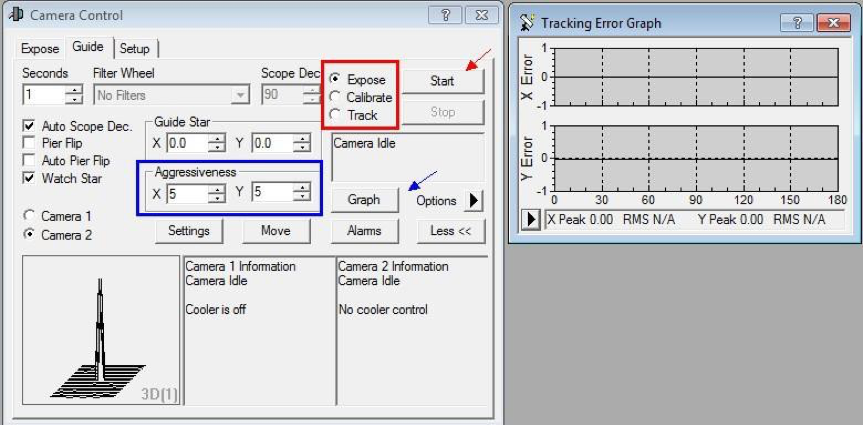 Camera Control
Expose Guide Setup
Seconds Filter Wheel Scope Dec.
1 No Filters 90
Expose
Calibrate
Track
Start
Stop
Auto Scope Dec.
Pier Flip
Auto Pier Flip
Watch Star
Guide Star
X 0.0 Y 0.0
Aggressiveness
X 5 Y 5
Camera Idle
Graph Options
Camera 1
Camera 2
Settings Move Alarms Less <<
3D(1)
Camera 1 Information
Camera Idle
Cooler is off
Camera 2 Information
Camera Idle
No cooler control
Tracking Error Graph
X Error
1
0
-1
Y Error
1
0
-1
0 30 60 90 120 150 180
X Peak 0.00 RMS N/A Y Peak 0.00 RMS N/A